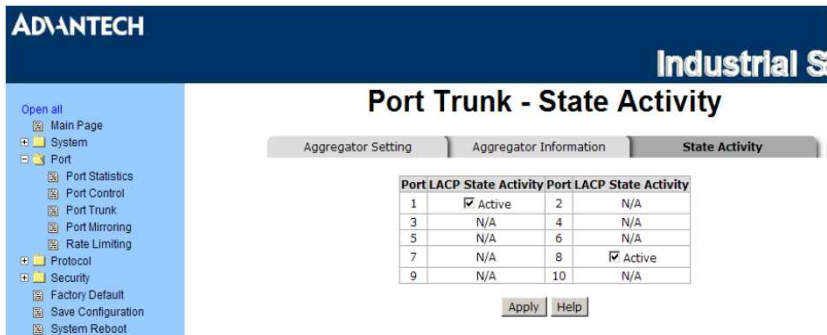 ADVANTECH
Industrial
Open all
Main Page
System
Port
Port Statistics
Port Control
Port Trunk
Port Mirroring
Rate Limiting
Protocol
Security
Factory Default
Save Configuration
System Reboot
Port Trunk - State Activity
Aggregator Setting Aggregator Information State Activity
Port LACP State Activity Port LACP State Activity
1 Active 2 N/A
3 N/A 4 N/A
5 N/A 6 N/A
7 N/A 8 Active
9 N/A 10 N/A
Apply Help